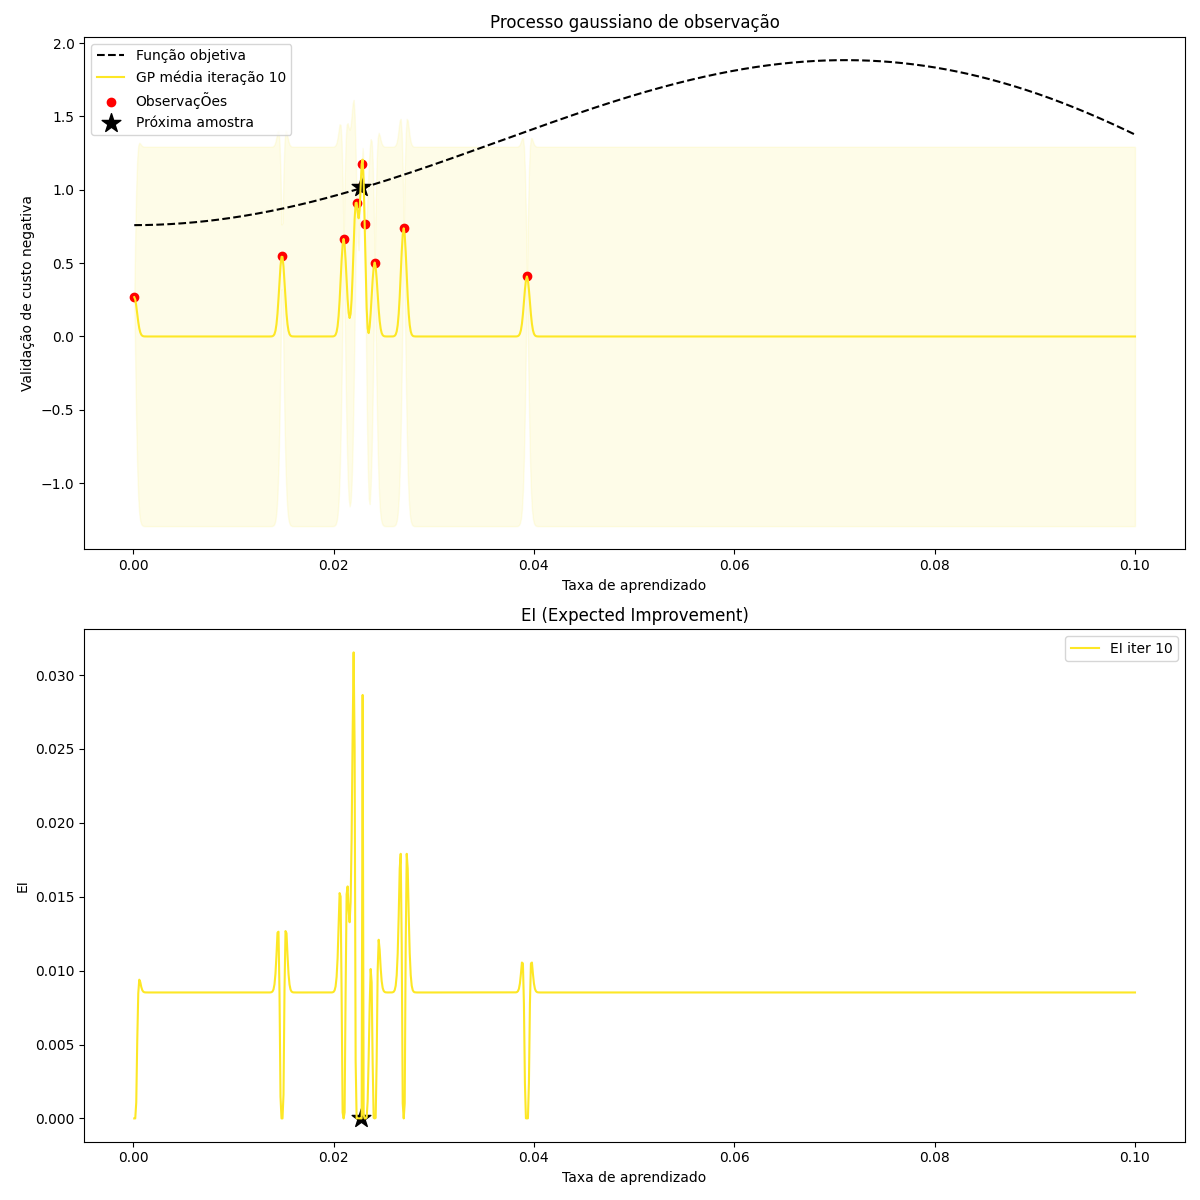 Processo gaussiano de observação
2.0
1.5
1.0
0.5
0.0
−0.5
−1.0
Validação de custo negativa
Função objetiva
GP média iteração 10
ObservaçÕes
Próxima amostra
0.00 0.02 0.04 0.06 0.08 0.10
Taxa de aprendizado
EI (Expected Improvement)
0.030
0.025
0.020
0.015
0.010
0.005
0.000
EI
EI iter 10
0.00 0.02 0.04 0.06 0.08 0.10
Taxa de aprendizado